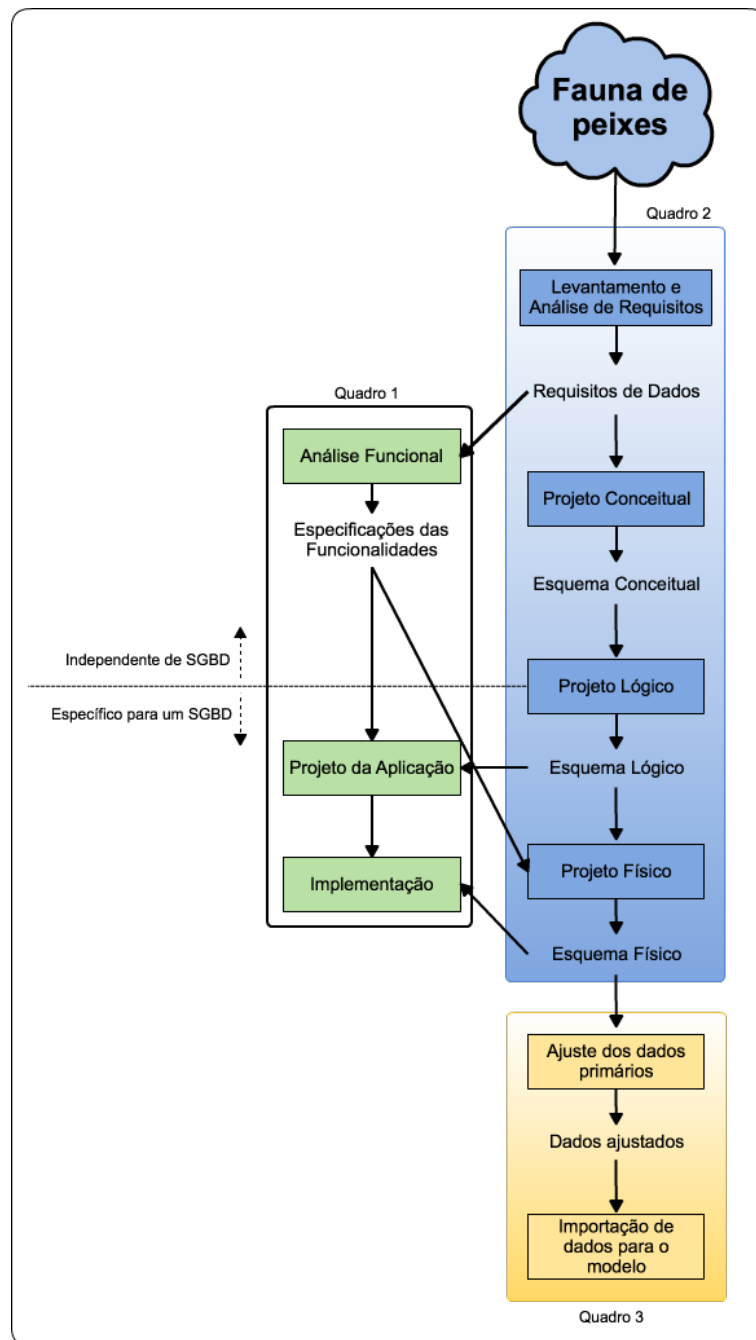 Fauna de
peixes
Quadro 2
Levantamento e
Análise de Requisitos
Requisitos de Dados
Quadro 1
Análise Funcional
Projeto Conceitual
Especificações das
Funcionalidades
Esquema Conceitual
Independente de SGBD
Projeto Lógico
Específico para um SGBD
Projeto da Aplicação
Esquema Lógico
Implementação
Projeto Físico
Esquema Físico
Ajuste dos dados
primários
Dados ajustados
Importação de
dados para o
modelo
Quadro 3